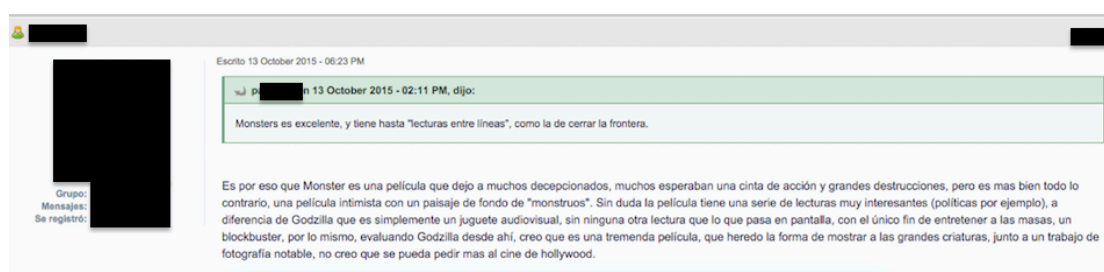 Escrito 13 October 2015 - 06:23 PM
n 13 October 2015 - 02:11 PM, dijo:
Monsters es excelente, y tiene hasta "lecturas entre líneas", como la de cerrar la frontera.
Es por eso que Monster es una película que dejo a muchos decepcionados, muchos esperaban una cinta de acción y grandes destrucciones, pero es mas bien todo lo
contrario, una película intimista con un paisaje de fondo de "monstruos". Sin duda la película tiene una serie de lecturas muy interesantes (políticas por ejemplo), a
diferencia de Godzilla que es simplemente un juguete audiovisual, sin ninguna otra lectura que lo que pasa en pantalla, con el único fin de entretener a las masas, un
blockbuster, por lo mismo, evaluando Godzilla desde ahí, creo que es una tremenda película, que heredo la forma de mostrar a las grandes criaturas, junto a un trabajo de
fotografía notable, no creo que se pueda pedir mas al cine de hollywood.
Grupo:
Mensajes:
Se registró: